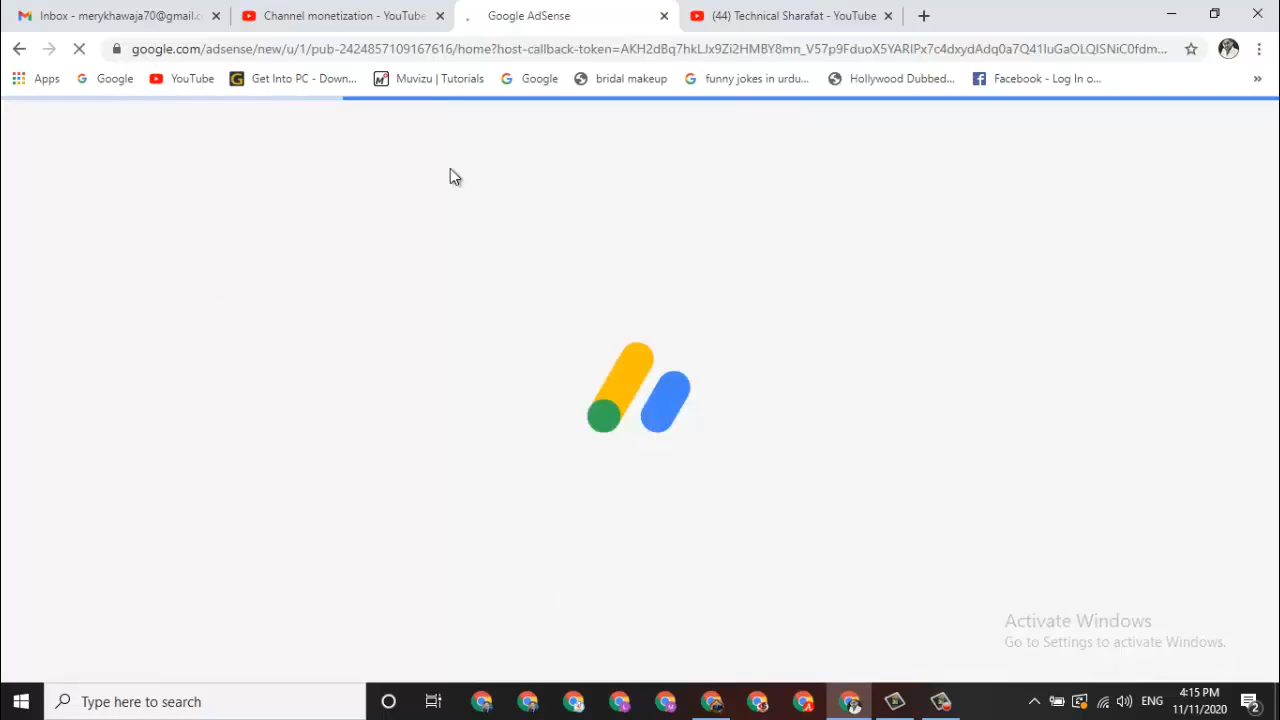 Inbox - merykhawaja70@gmail.c
Channel monetization - YouTube
Google AdSense
(44) Technical Sharafat - YouTube
google.com/adsense/new/u/1/pub-2424857109167616/home?host-callback-token=
Apps
Google
YouTube
Get Into PC - Down...
Muvizu | Tutorials
Google
bridal makeup
funny jokes in urdu...
Hollywood Dubbed...
Facebook - Log In o...
Activate Windows
Go to Settings to activate Windows.
Type here to search
ENG
4:15 PM
11/11/2020
2